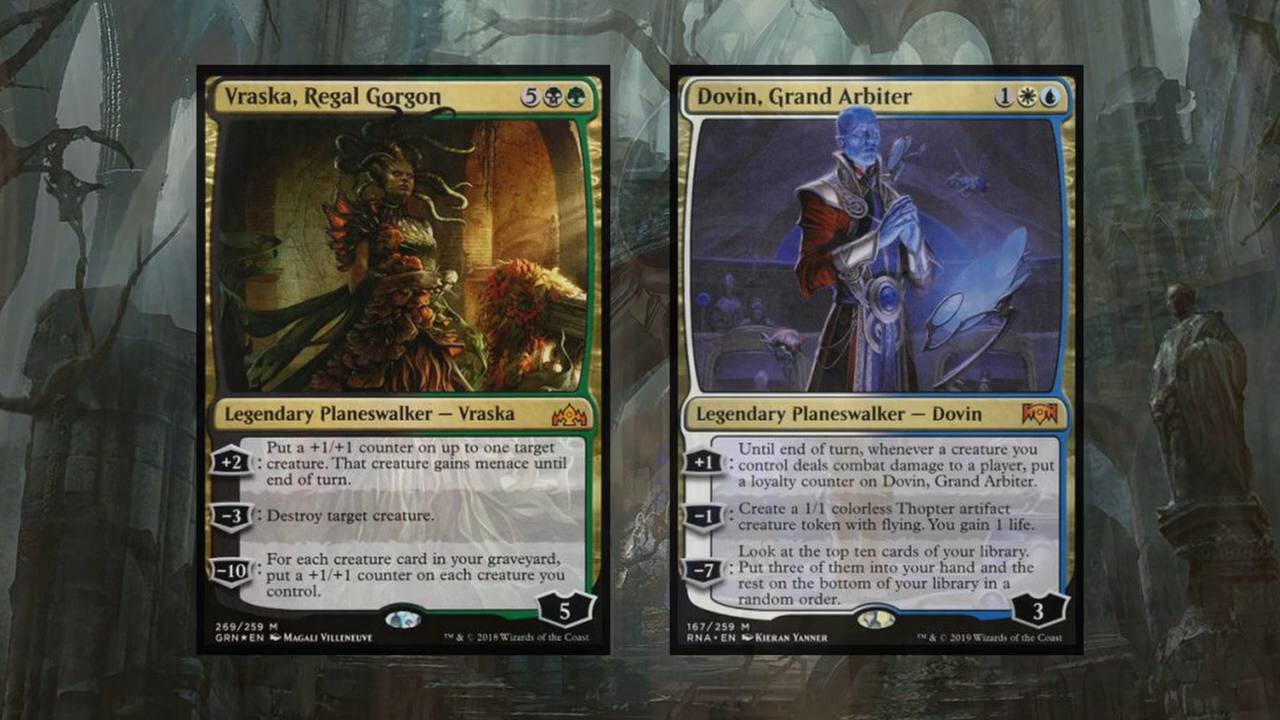 Vraska, Regal Gorgon 5
Legendary Planeswalker — Vraska
+2 : Put a +1/+1 counter on up to one target
creature. That creature gains menace until
end of turn.
−3 : Destroy target creature.
−10 : For each creature card in your graveyard,
put a +1/+1 counter on each creature you
control.
5
269/259 M
GRN★EN Magali Villeneuve
™ & © 2018 Wizards of the Coast
Dovin, Grand Arbiter 1
Legendary Planeswalker — Dovin
+1 : Until end of turn, whenever a creature you
control deals combat damage to a player, put
a loyalty counter on Dovin, Grand Arbiter.
−1 : Create a 1/1 colorless Thopter artifact
creature token with flying. You gain 1 life.
−7 : Look at the top ten cards of your library.
Put three of them into your hand and the
rest on the bottom of your library in a
random order.
3
167/259 M
RNA • EN Kieran Yanner
™ & © 2019 Wizards of the Coast